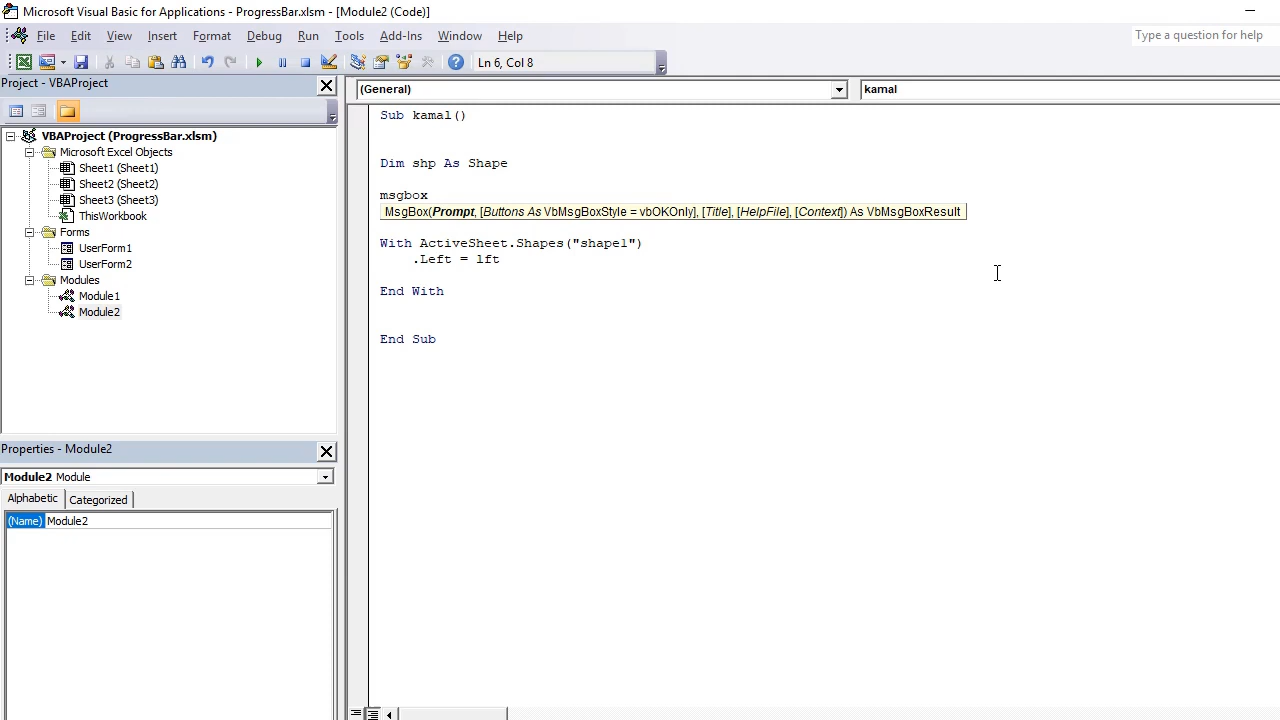 Microsoft Visual Basic for Applications - ProgressBar.xlsm - [Module2 (Code)]
File Edit View Insert Format Debug Run Tools Add-Ins Window Help
Type a question for help
Ln 6, Col 8
Project - VBAProject
VBAProject (ProgressBar.xlsm)
Microsoft Excel Objects
Sheet1 (Sheet1)
Sheet2 (Sheet2)
Sheet3 (Sheet3)
ThisWorkbook
Forms
UserForm1
UserForm2
Modules
Module1
Module2
Properties - Module2
Module2 Module
Alphabetic Categorized
(Name) Module2
(General) kamal
Sub kamal()
Dim shp As Shape
msgbox
MsgBox(Prompt, [Buttons As VbMsgBoxStyle = vbOKOnly], [Title], [HelpFile], [Context]) As VbMsgBoxResult
With ActiveSheet.Shapes("shape1")
.Left = lft
End With
End Sub